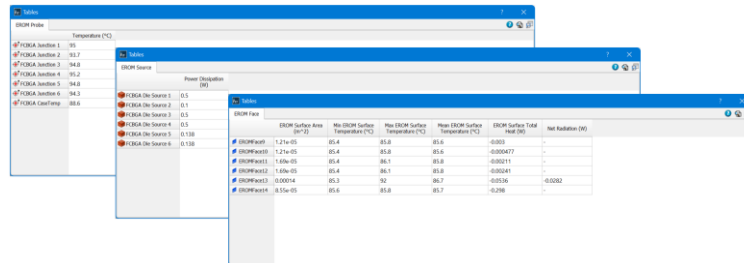 Tables
EROM Probe
Temperature (°C)
FCBGA Junction 1 95
FCBGA Junction 2 93.7
FCBGA Junction 3 94.8
FCBGA Junction 4 95.2
FCBGA Junction 5 94.8
FCBGA Junction 6 94.3
FCBGA CaseTemp 88.6
Tables
EROM Source
Power Dissipation
(W)
FCBGA Die Source 1 0.5
FCBGA Die Source 2 0.1
FCBGA Die Source 3 0.5
FCBGA Die Source 4 0.5
FCBGA Die Source 5 0.138
FCBGA Die Source 6 0.138
Tables
EROM Face
EROM Surface Area (m^2) Min EROM Surface Temperature (°C) Max EROM Surface Temperature (°C) Mean EROM Surface Temperature (°C) EROM Surface Total Heat (W) Net Radiation (W)
EROMFace9 1.21e-05 85.4 85.8 85.6 -0.003 -
EROMFace10 1.21e-05 85.4 85.8 85.6 -0.000477 -
EROMFace11 1.69e-05 85.4 86.1 85.8 -0.00211 -
EROMFace12 1.69e-05 85.4 86.1 85.8 -0.00241 -
EROMFace13 0.00014 85.3 92 86.7 -0.0536 -0.0282
EROMFace14 8.55e-05 85.6 85.8 85.7 -0.298 -